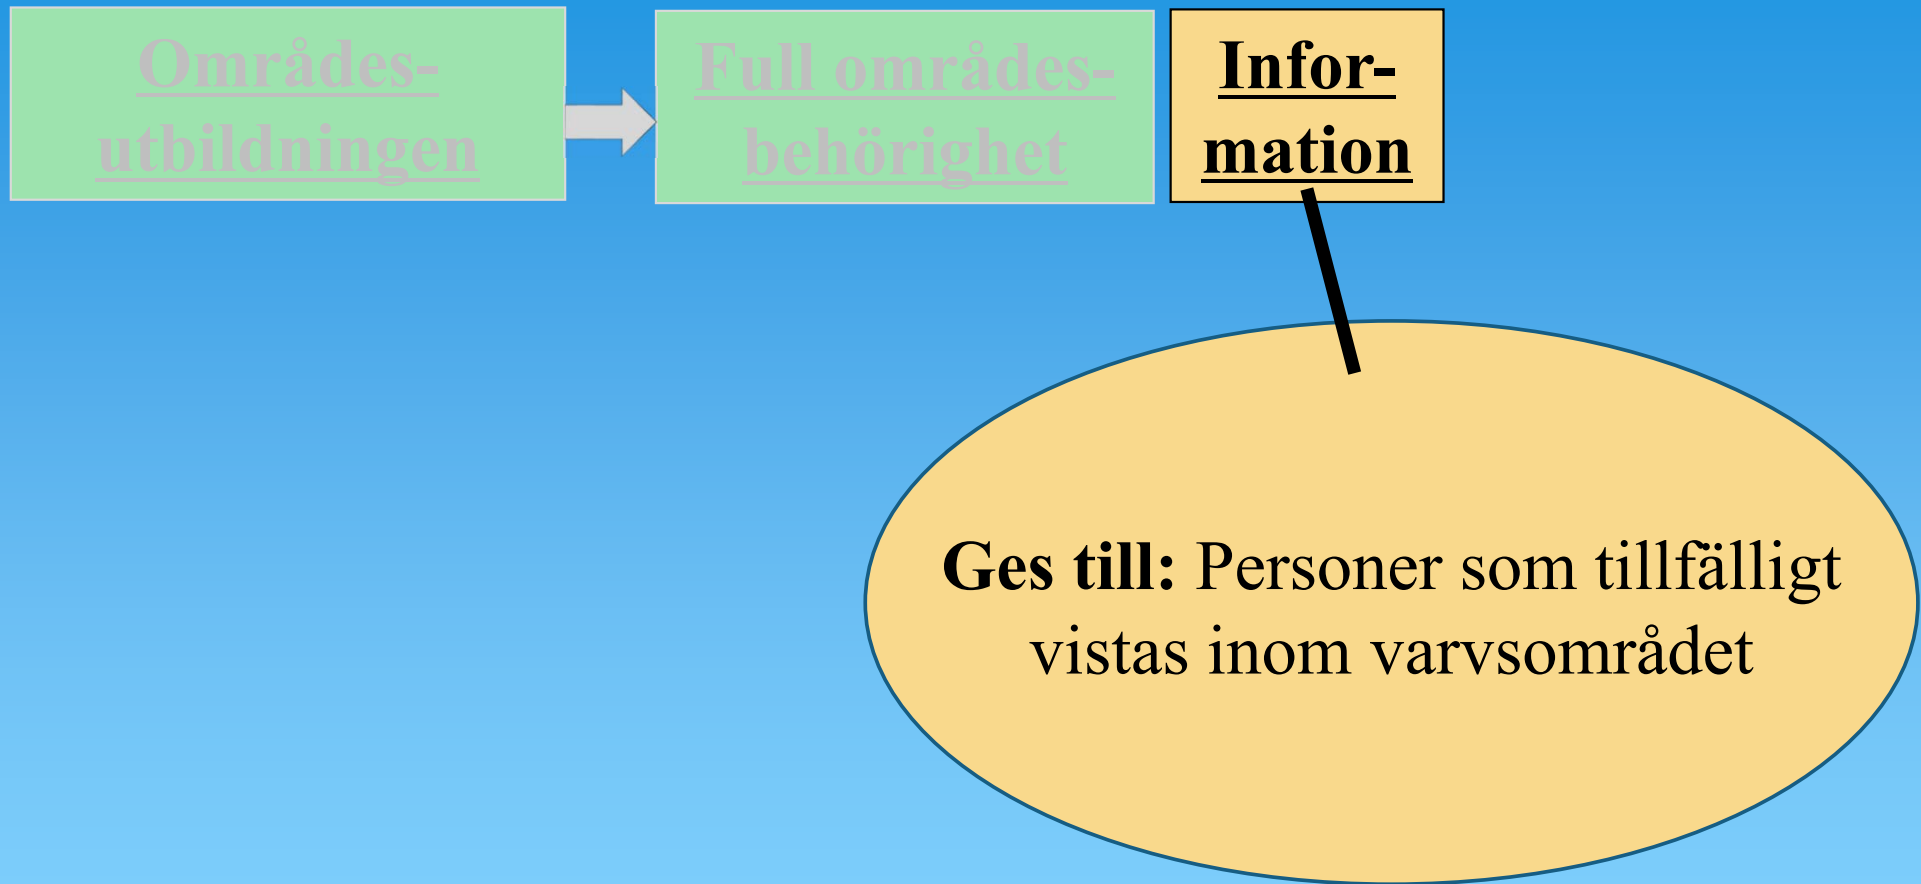 Områdes-
utbildningen
Full områdes-
behörighet
Infor-
mation
Ges till: Personer som tillfälligt
vistas inom varvsområdet